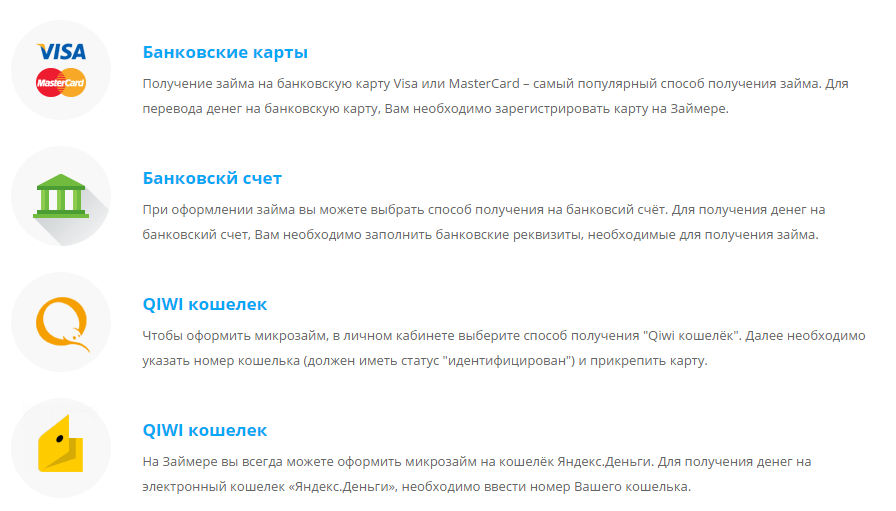 VISA
MasterCard
Банковские карты
Получение займа на банковскую карту Visa или MasterCard – самый популярный способ получения займа. Для
перевода денег на банковскую карту, Вам необходимо зарегистрировать карту на Займере.
Банковскй счет
При оформлении займа вы можете выбрать способ получения на банковсий счёт. Для получения денег на
банковский счет, Вам необходимо заполнить банковские реквизиты, необходимые для получения займа.
QIWI кошелек
Чтобы оформить микрозайм, в личном кабинете выберите способ получения "Qiwi кошелёк". Далее необходимо
указать номер кошелька (должен иметь статус "идентифицирован") и прикрепить карту.
QIWI кошелек
На Займере вы всегда можете оформить микрозайм на кошелёк Яндекс.Деньги. Для получения денег на
электронный кошелек «Яндекс.Деньги», необходимо ввести номер Вашего кошелька.